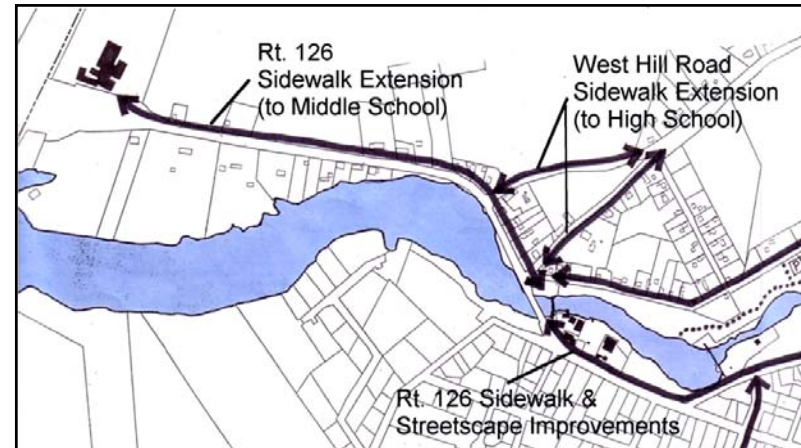 Rt. 126
Sidewalk Extension
(to Middle School)
West Hill Road
Sidewalk Extension
(to High School)
Rt. 126 Sidewalk &
Streetscape Improvements